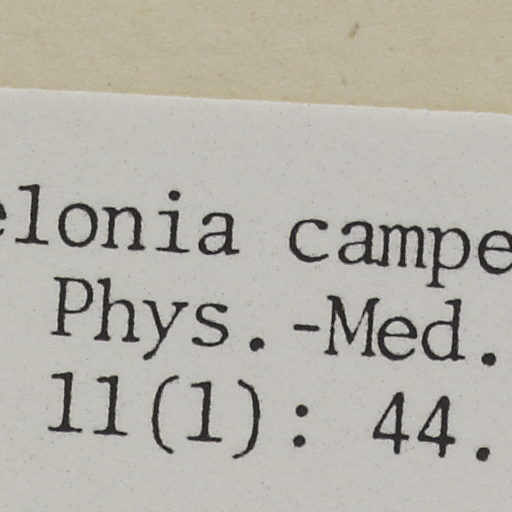 elonia campe
Phys.-Med.
11(1): 44.